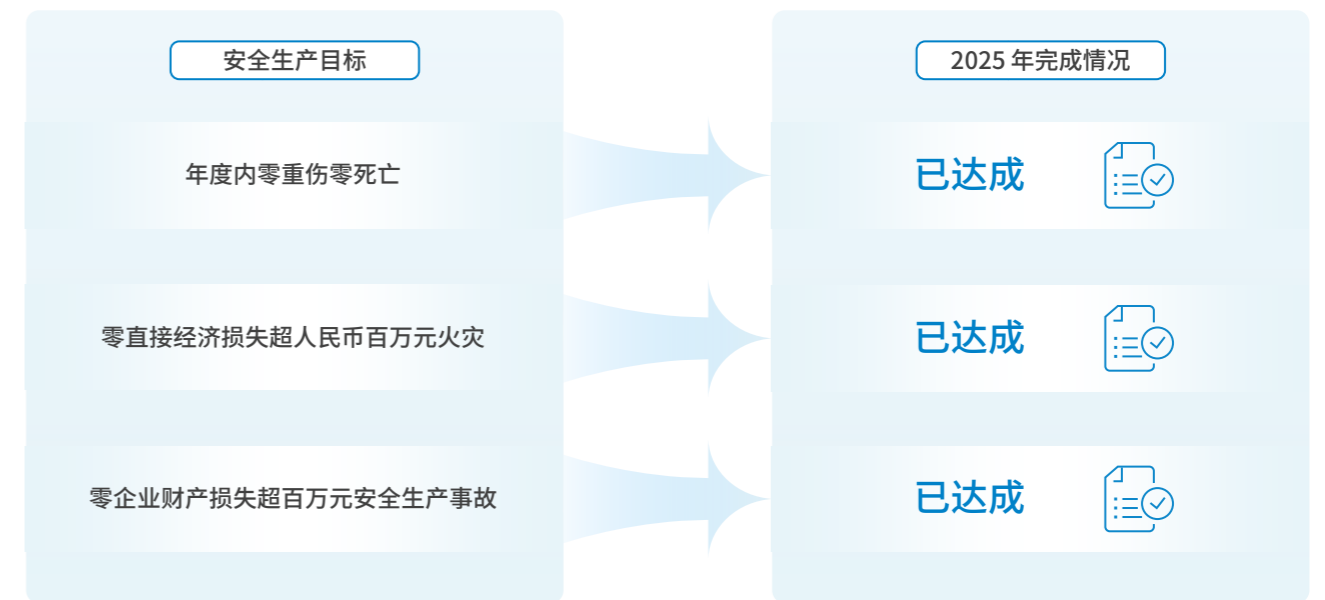 安全生产目标
2025 年完成情况
年度内零重伤零死亡
已达成
零直接经济损失超人民币百万元火灾
已达成
零企业财产损失超百万元安全生产事故
已达成